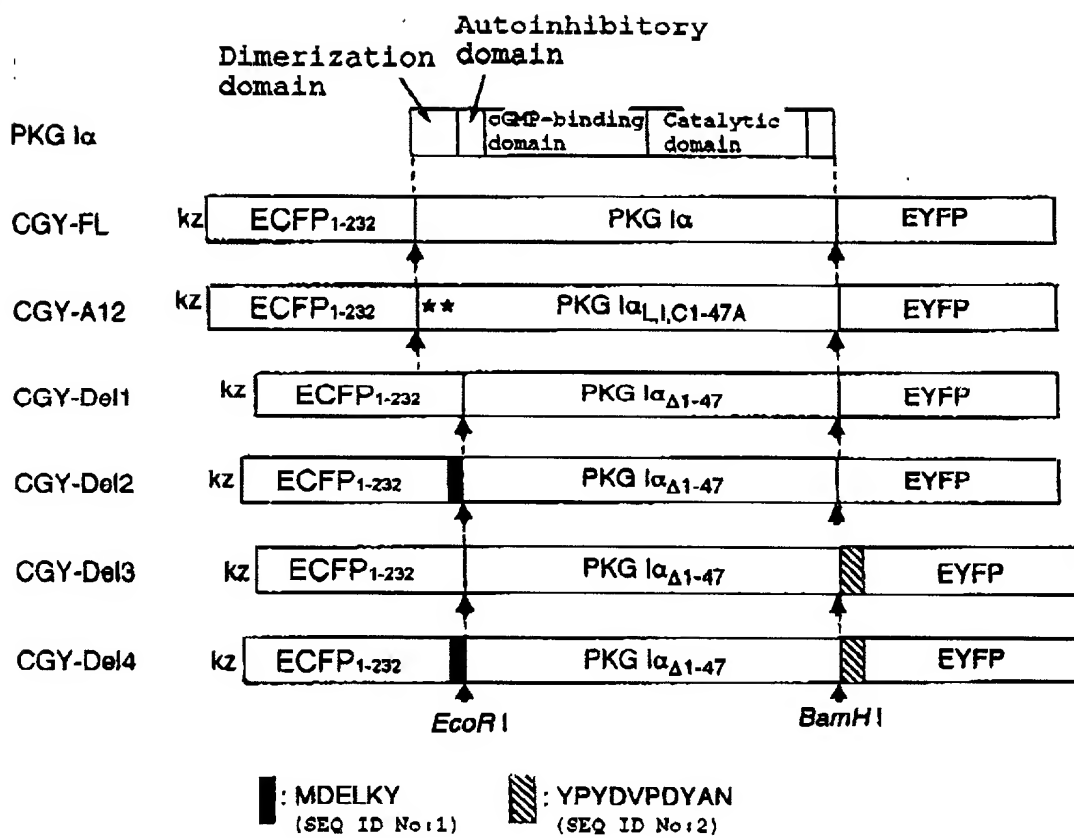 Autoinhibitory
domain
Dimerization
domain
PKG Iα
cGMP-binding
domain
Catalytic
domain
CGY-FL
kz
ECFP1-232
PKG Iα
EYFP
CGY-A12
kz
ECFP1-232
**
PKG IαL,I,C1-47A
EYFP
CGY-Del1
kz
ECFP1-232
PKG IαΔ1-47
EYFP
CGY-Del2
kz
ECFP1-232
PKG IαΔ1-47
EYFP
CGY-Del3
kz
ECFP1-232
PKG IαΔ1-47
EYFP
CGY-Del4
kz
ECFP1-232
PKG IαΔ1-47
EYFP
EcoR I
BamH I
: MDELKY
(SEQ ID No:1)
: YPYDVPDYAN
(SEQ ID No:2)